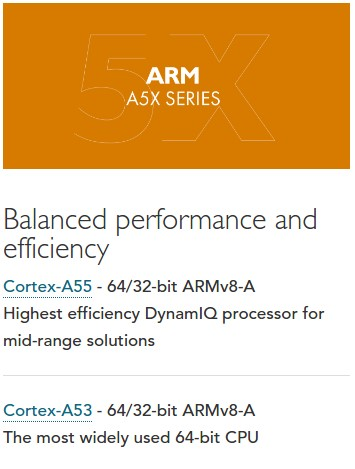 5X
ARM
A5X SERIES
Balanced performance and
efficiency
Cortex-A55 - 64/32-bit ARMv8-A
Highest efficiency DynamIQ processor for
mid-range solutions
Cortex-A53 - 64/32-bit ARMv8-A
The most widely used 64-bit CPU